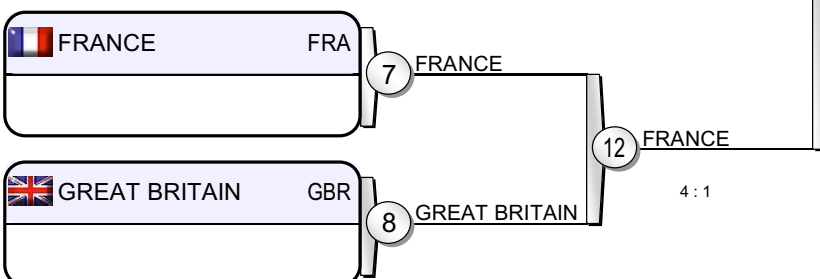 FRANCE FRA
7 FRANCE
12 FRANCE
4 : 1
GREAT BRITAIN GBR
8 GREAT BRITAIN